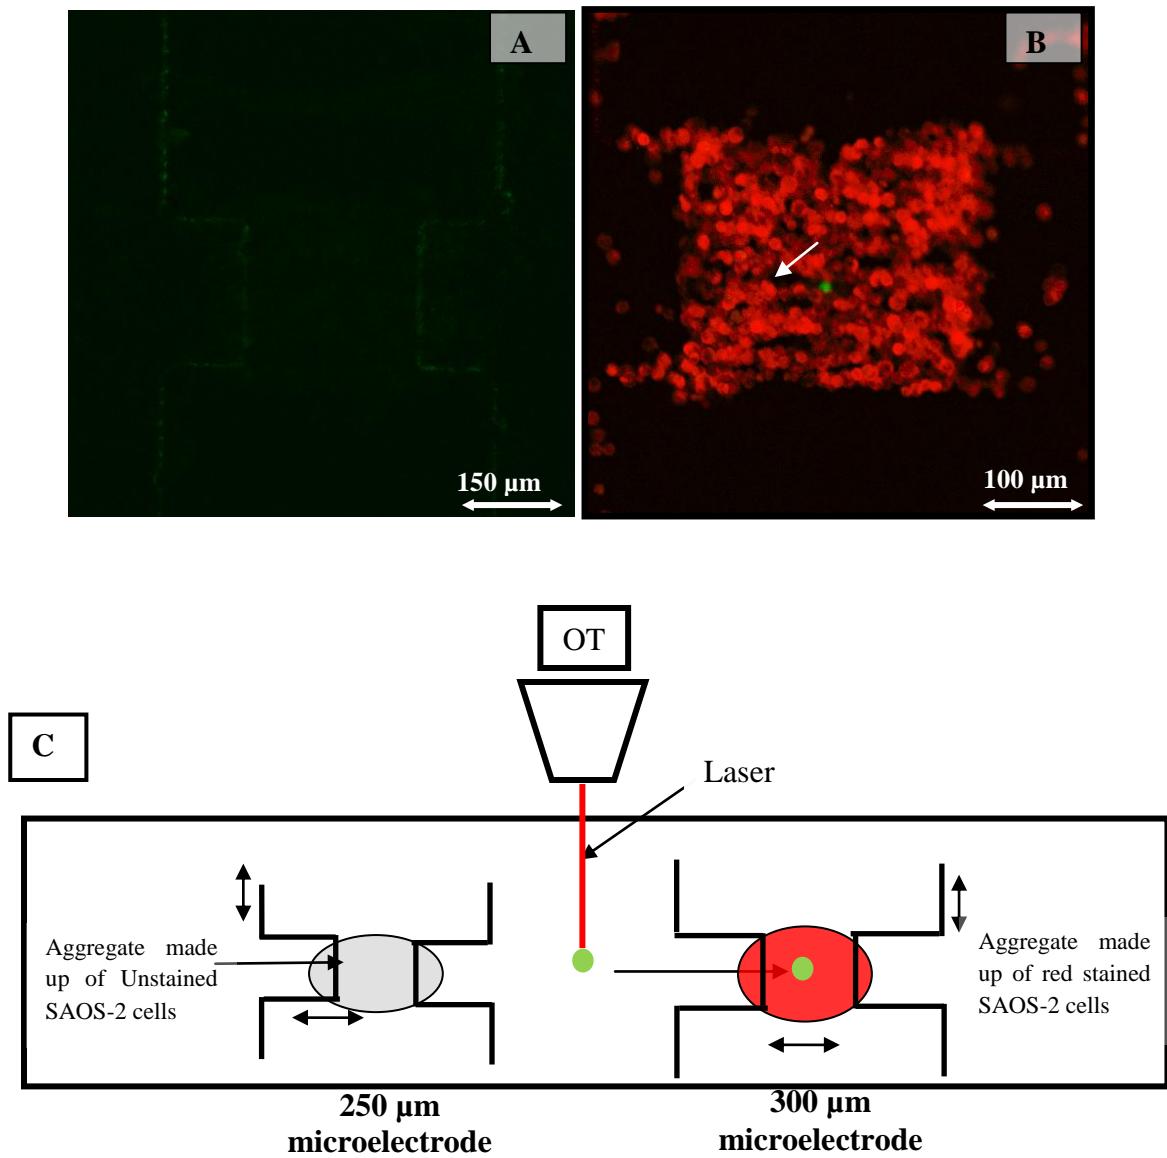 A
B
150 µm
100 µm
OT
C
Laser
Aggregate made
up of Unstained
SAOS-2 cells
Aggregate made
up of red stained
SAOS-2 cells
250 µm
microelectrode
300 µm
microelectrode